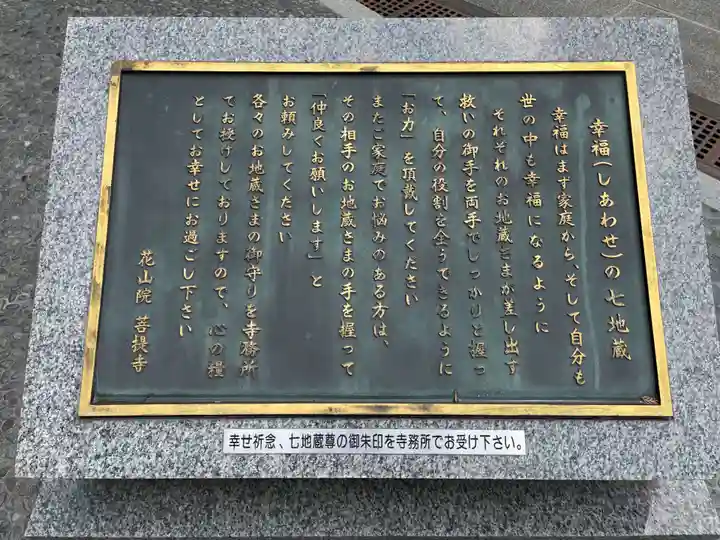 幸福(しあわせ)の七地蔵
幸福はまず家庭から、そして自分も
世の中も幸福になるように
それぞれのお地蔵さまが差し出す
救いの御手を両手でしっかりと握っ
て、自分の役割を全うできるように
「お力」を頂戴してください
またご家庭でお悩みのある方は、
その相手のお地蔵さまの手を握って
「仲良くお願いします」と
お頼みしてください
各々のお地蔵さまの御守りを寺務所
でお授けしておりますので、心の糧
としてお幸せにお過ごし下さい
花山院 菩提寺
幸せ祈念、七地蔵尊の御朱印を寺務所でお受け下さい。